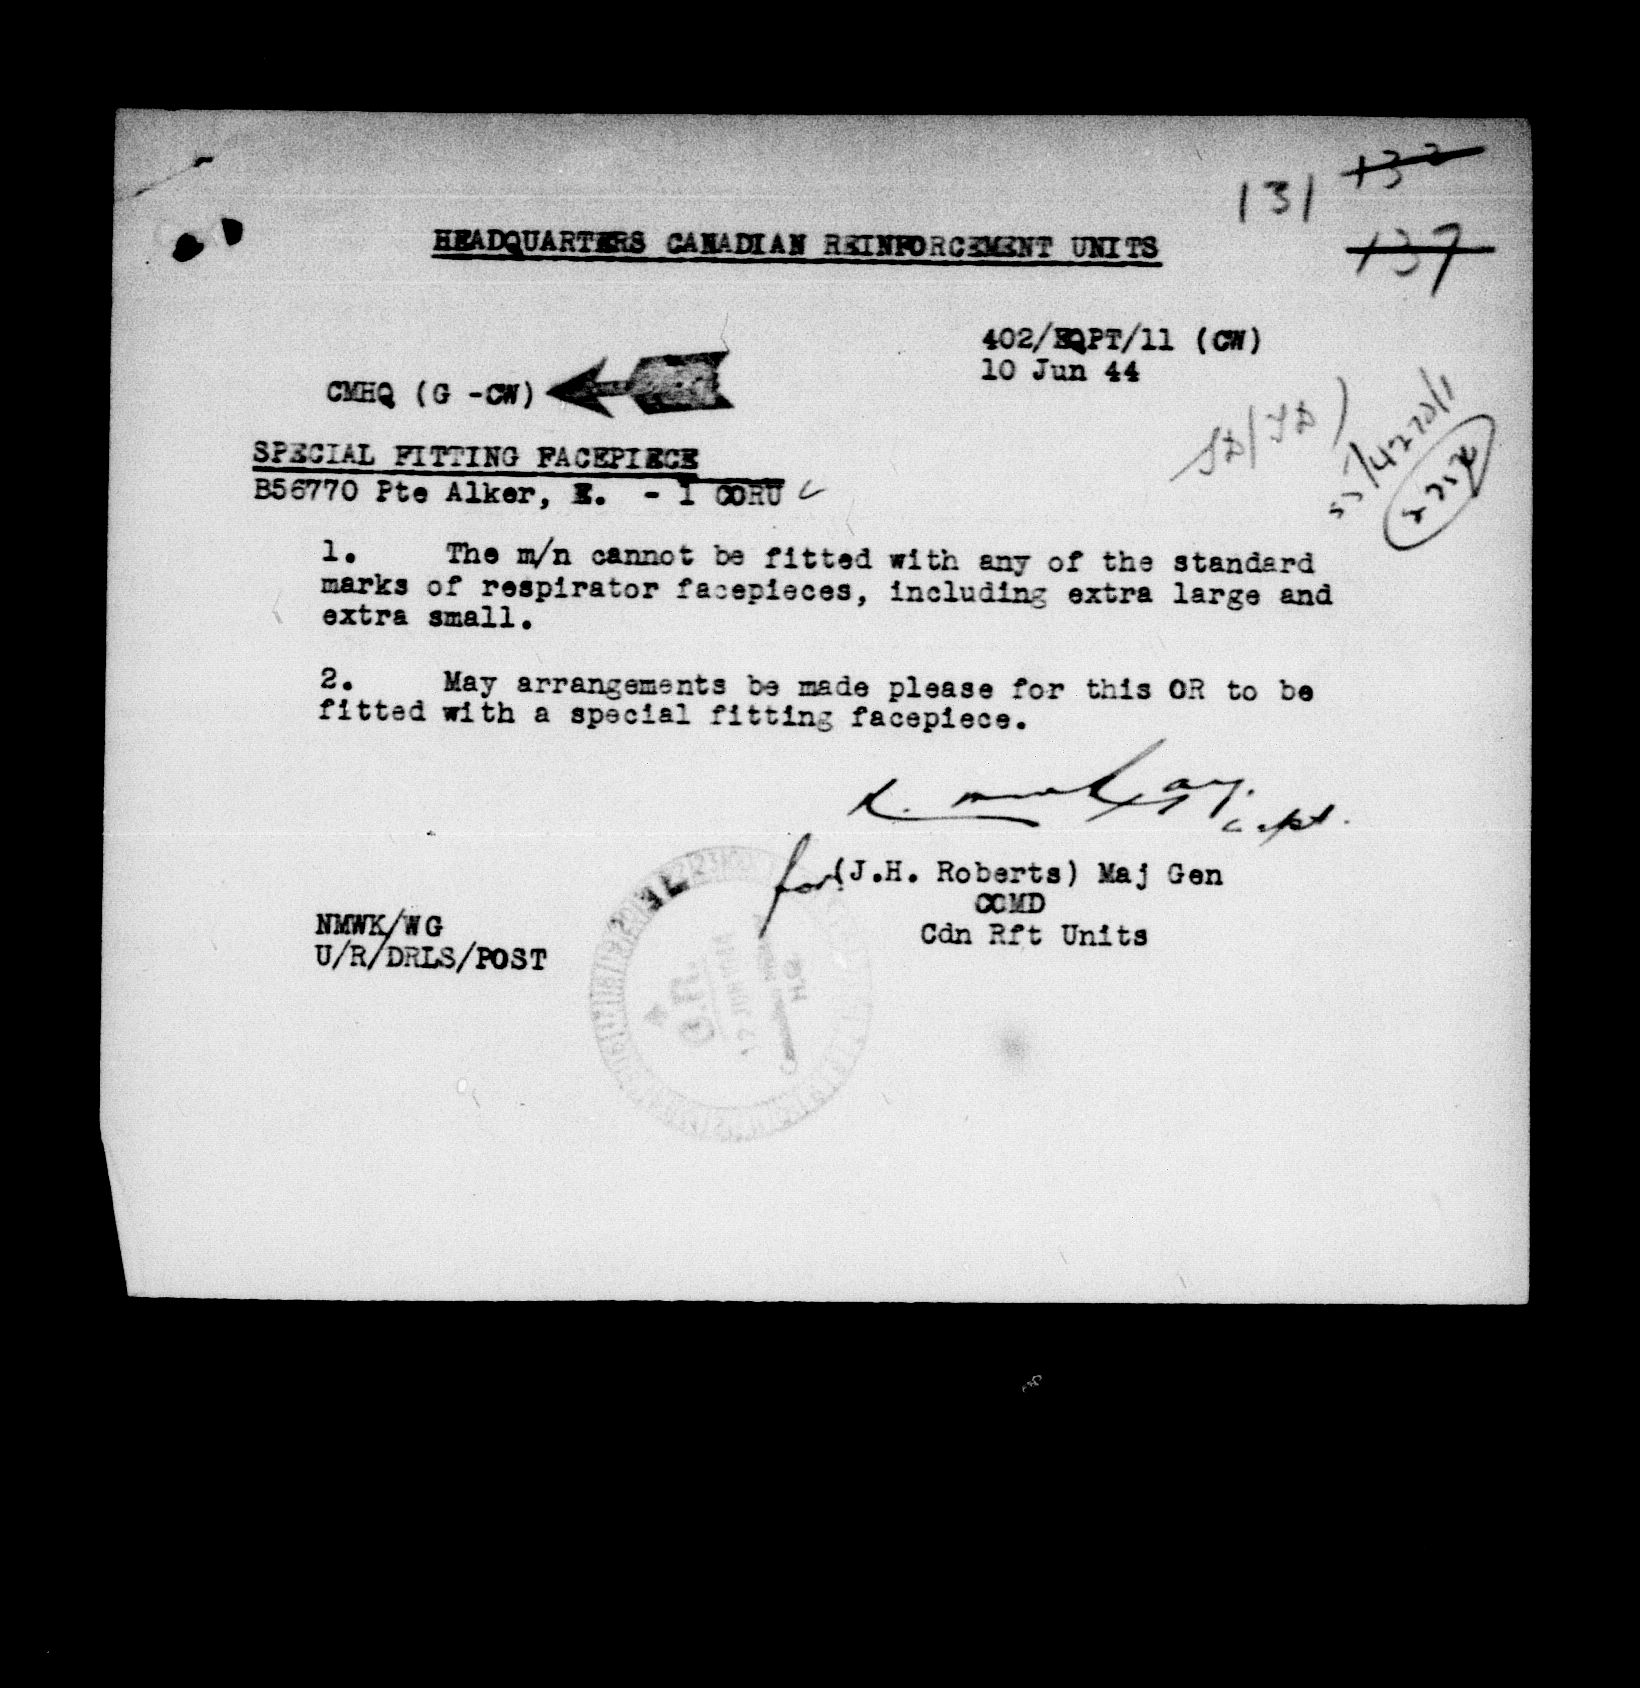 131 132
137
HEADQUARTERS CANADIAN REINFORCEMENT UNITS
402/EQPT/11 (CW)
10 Jun 44
CMHQ (G -CW)
SPECIAL FITTING FACEPIECE
B56770 Pte Alker, E. - 1 CORU
1. The m/n cannot be fitted with any of the standard
marks of respirator facepieces, including extra large and
extra small.
2. May arrangements be made please for this OR to be
fitted with a special fitting facepiece.
Capt.
for (J.H. Roberts) Maj Gen
COMD
Cdn Rft Units
NMWK/WG
U/R/DRLS/POST